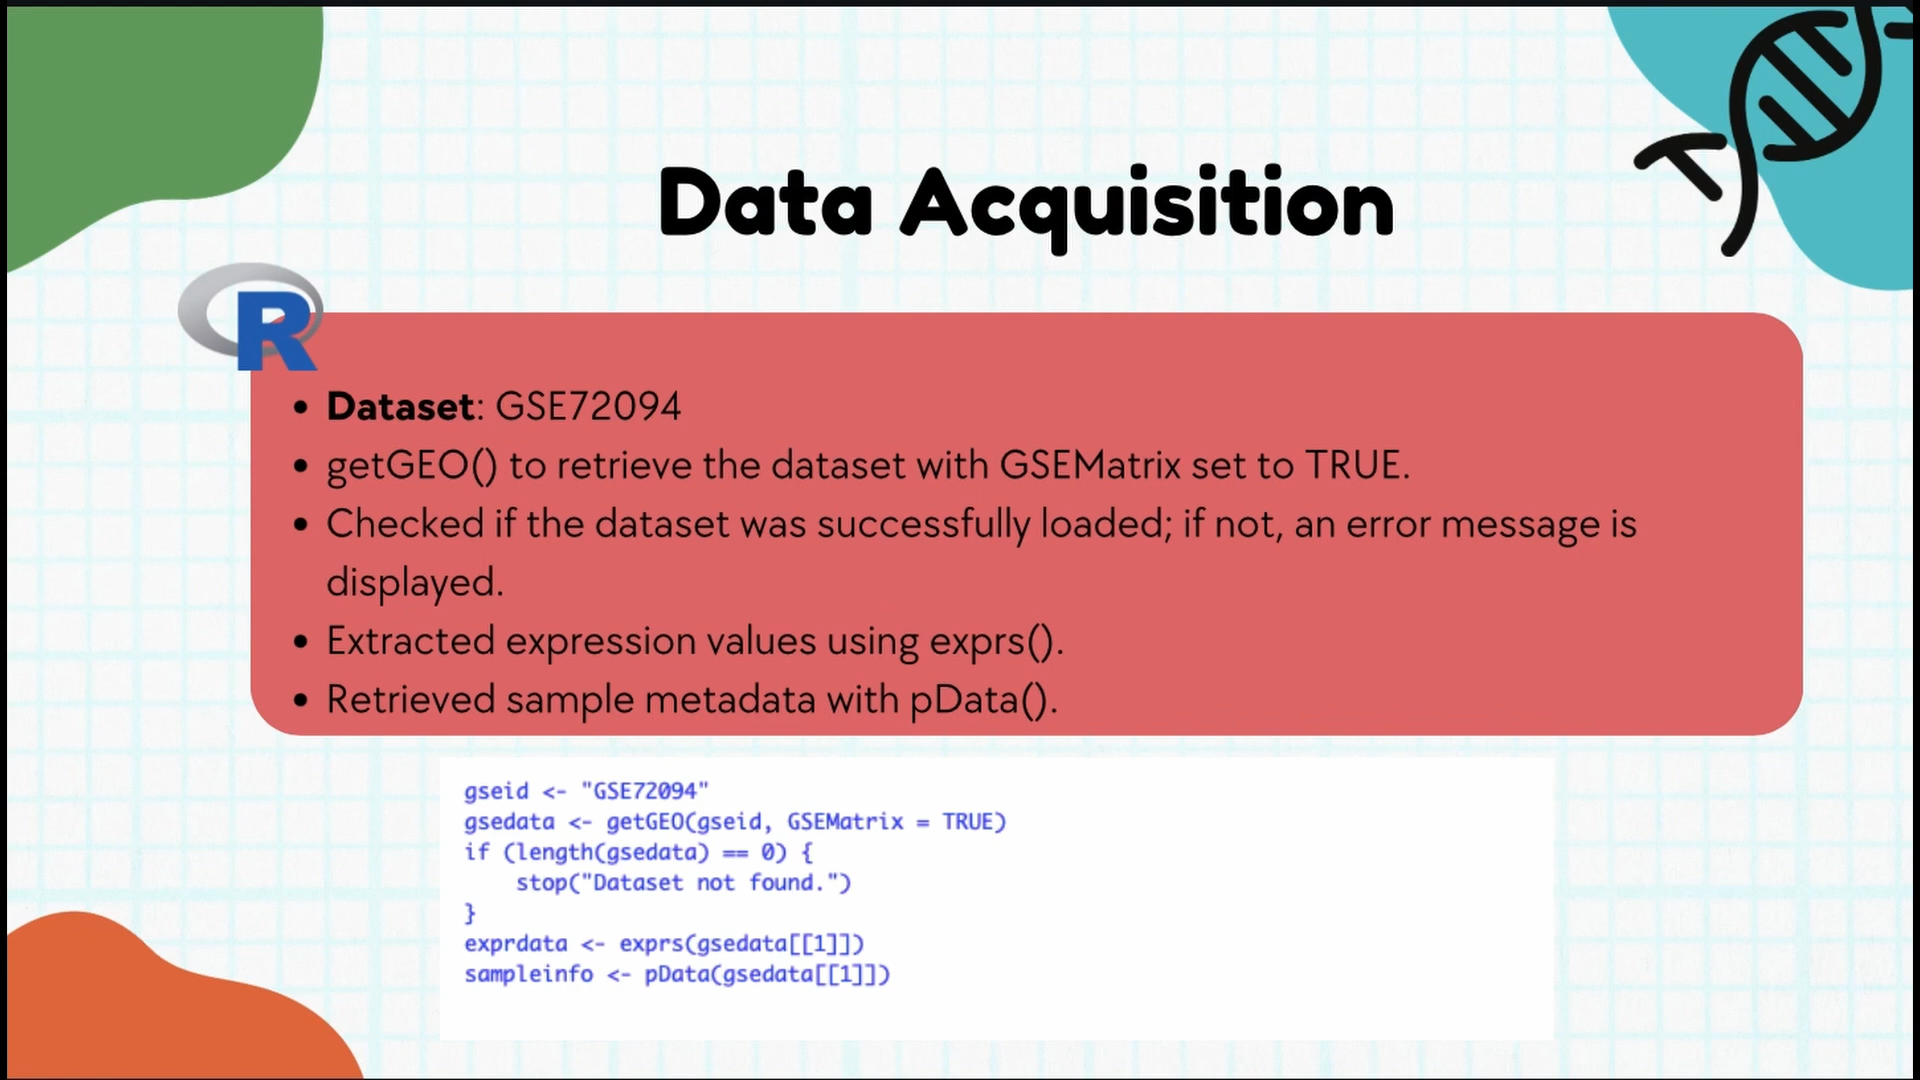 Data Acquisition
R
• Dataset: GSE72094
• getGEO() to retrieve the dataset with GSEMatrix set to TRUE.
• Checked if the dataset was successfully loaded; if not, an error message is
displayed.
• Extracted expression values using exprs().
• Retrieved sample metadata with pData().
gseid <- "GSE72094"
gsedata <- getGEO(gseid, GSEMatrix = TRUE)
if (length(gsedata) == 0) {
    stop("Dataset not found.")
}
exprdata <- exprs(gsedata[[1]])
sampleinfo <- pData(gsedata[[1]])